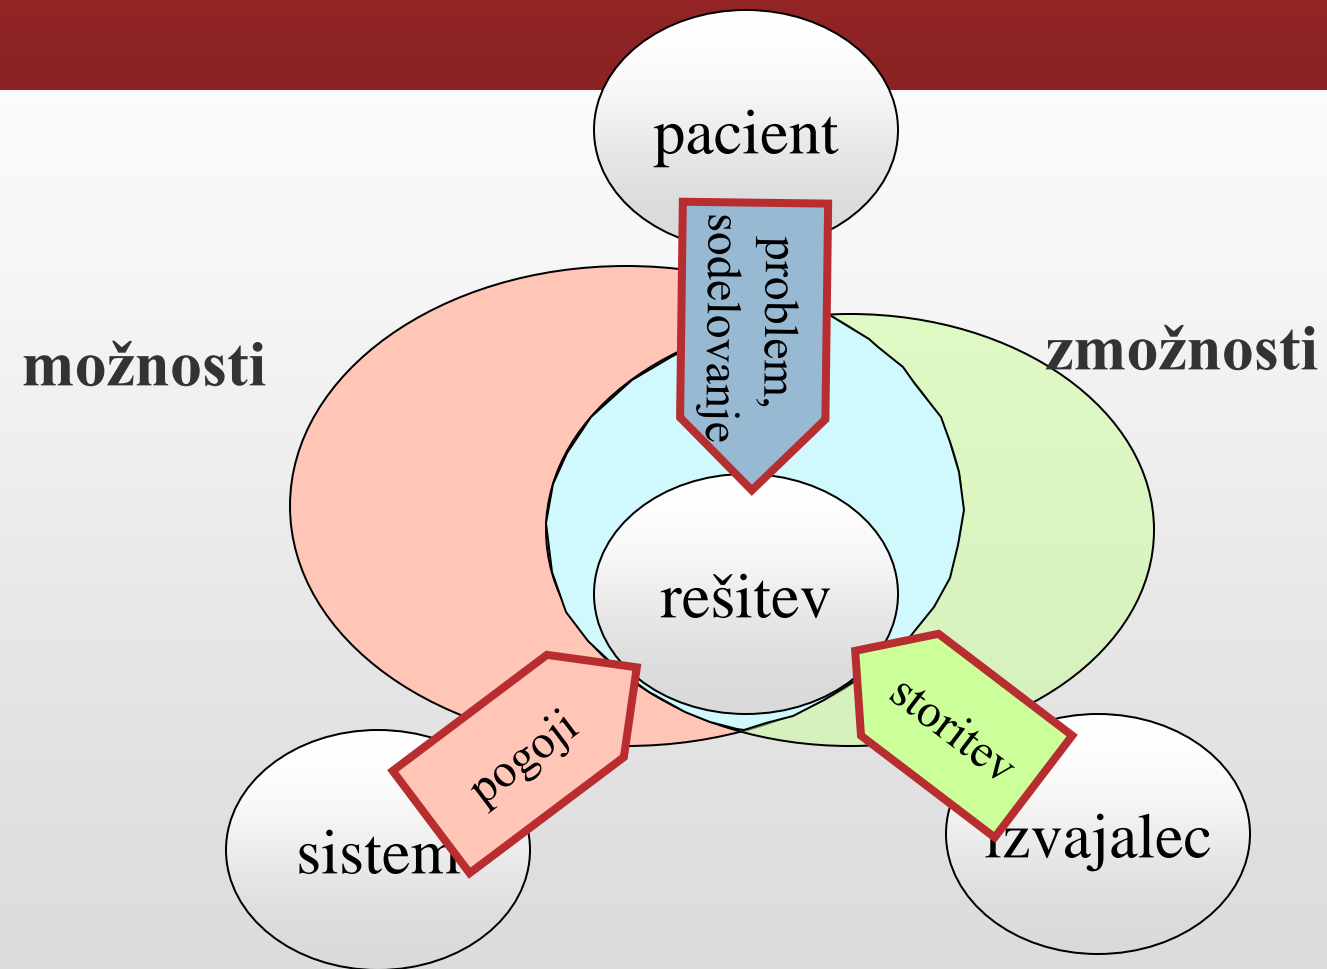 pacient
problem,
sodelovanje
možnosti
zmožnosti
rešitev
pogoji
storitev
sistem
izvajalec